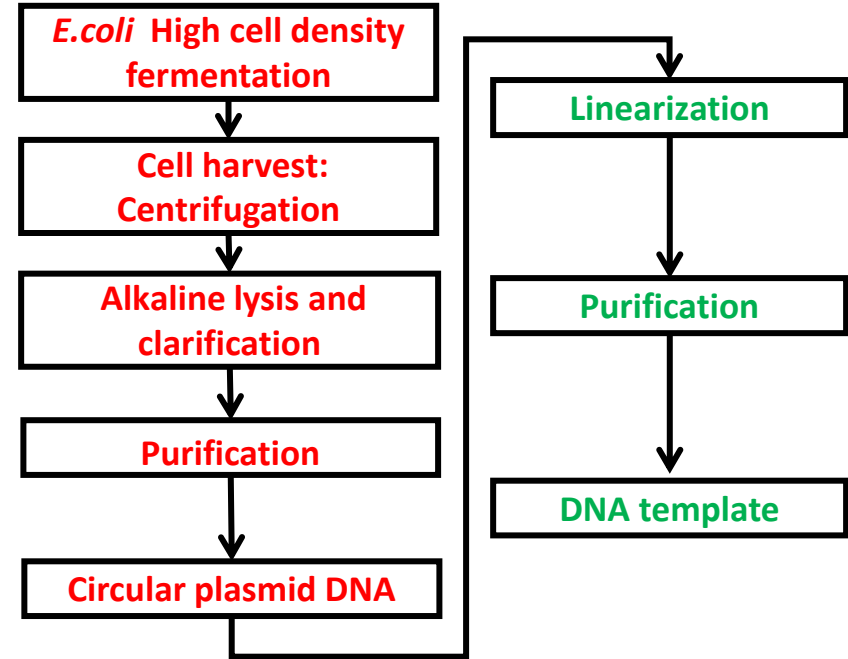 E.coli High cell density
fermentation
Cell harvest:
Centrifugation
Alkaline lysis and
clarification
Purification
Circular plasmid DNA
Linearization
Purification
DNA template